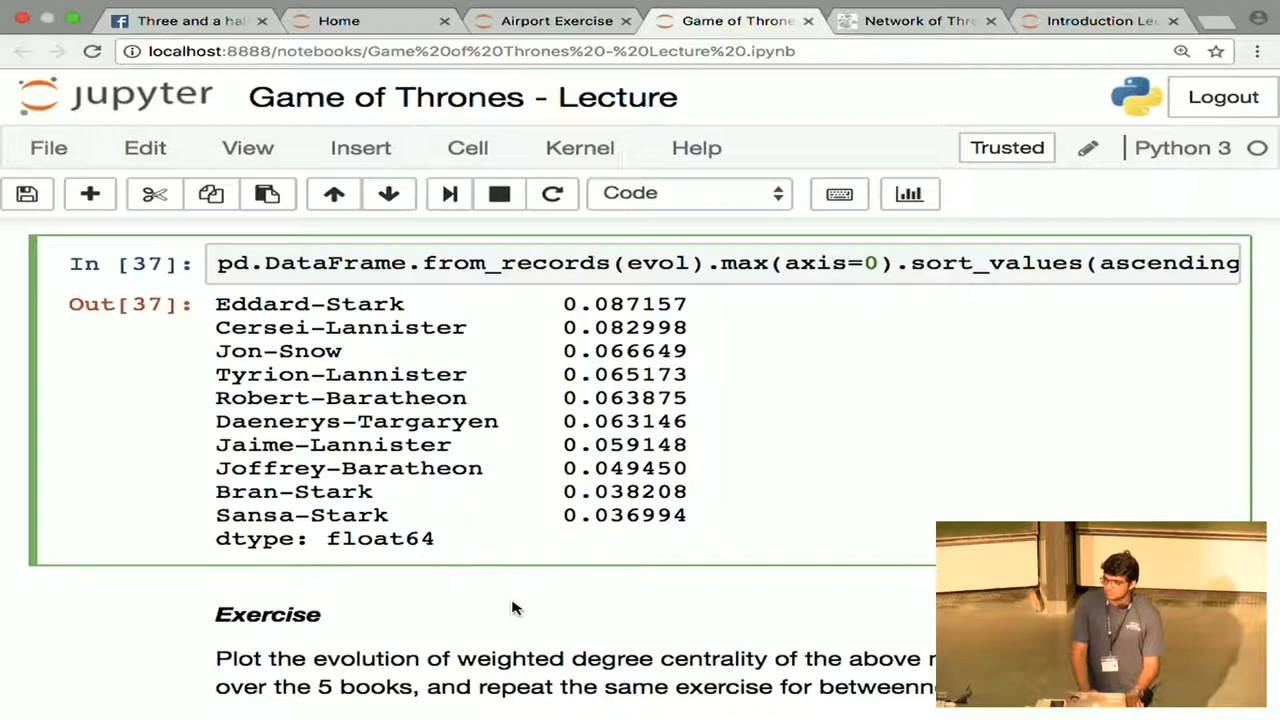 Three and a ha
Home
Airport Exercise
Game of Throne
Network of Thr
Introduction Le
localhost:8888/notebooks/Game%20of%20Thrones%20-%20Lecture%20.ipynb
jupyter Game of Thrones - Lecture Logout
File Edit View Insert Cell Kernel Help Trusted Python 3
Code
In [37]: pd.DataFrame.from_records(evol).max(axis=0).sort_values(ascending
Out[37]: Eddard-Stark 0.087157
Cersei-Lannister 0.082998
Jon-Snow 0.066649
Tyrion-Lannister 0.065173
Robert-Baratheon 0.063875
Daenerys-Targaryen 0.063146
Jaime-Lannister 0.059148
Joffrey-Baratheon 0.049450
Bran-Stark 0.038208
Sansa-Stark 0.036994
dtype: float64
Exercise
Plot the evolution of weighted degree centrality of the above
over the 5 books, and repeat the same exercise for betweenn